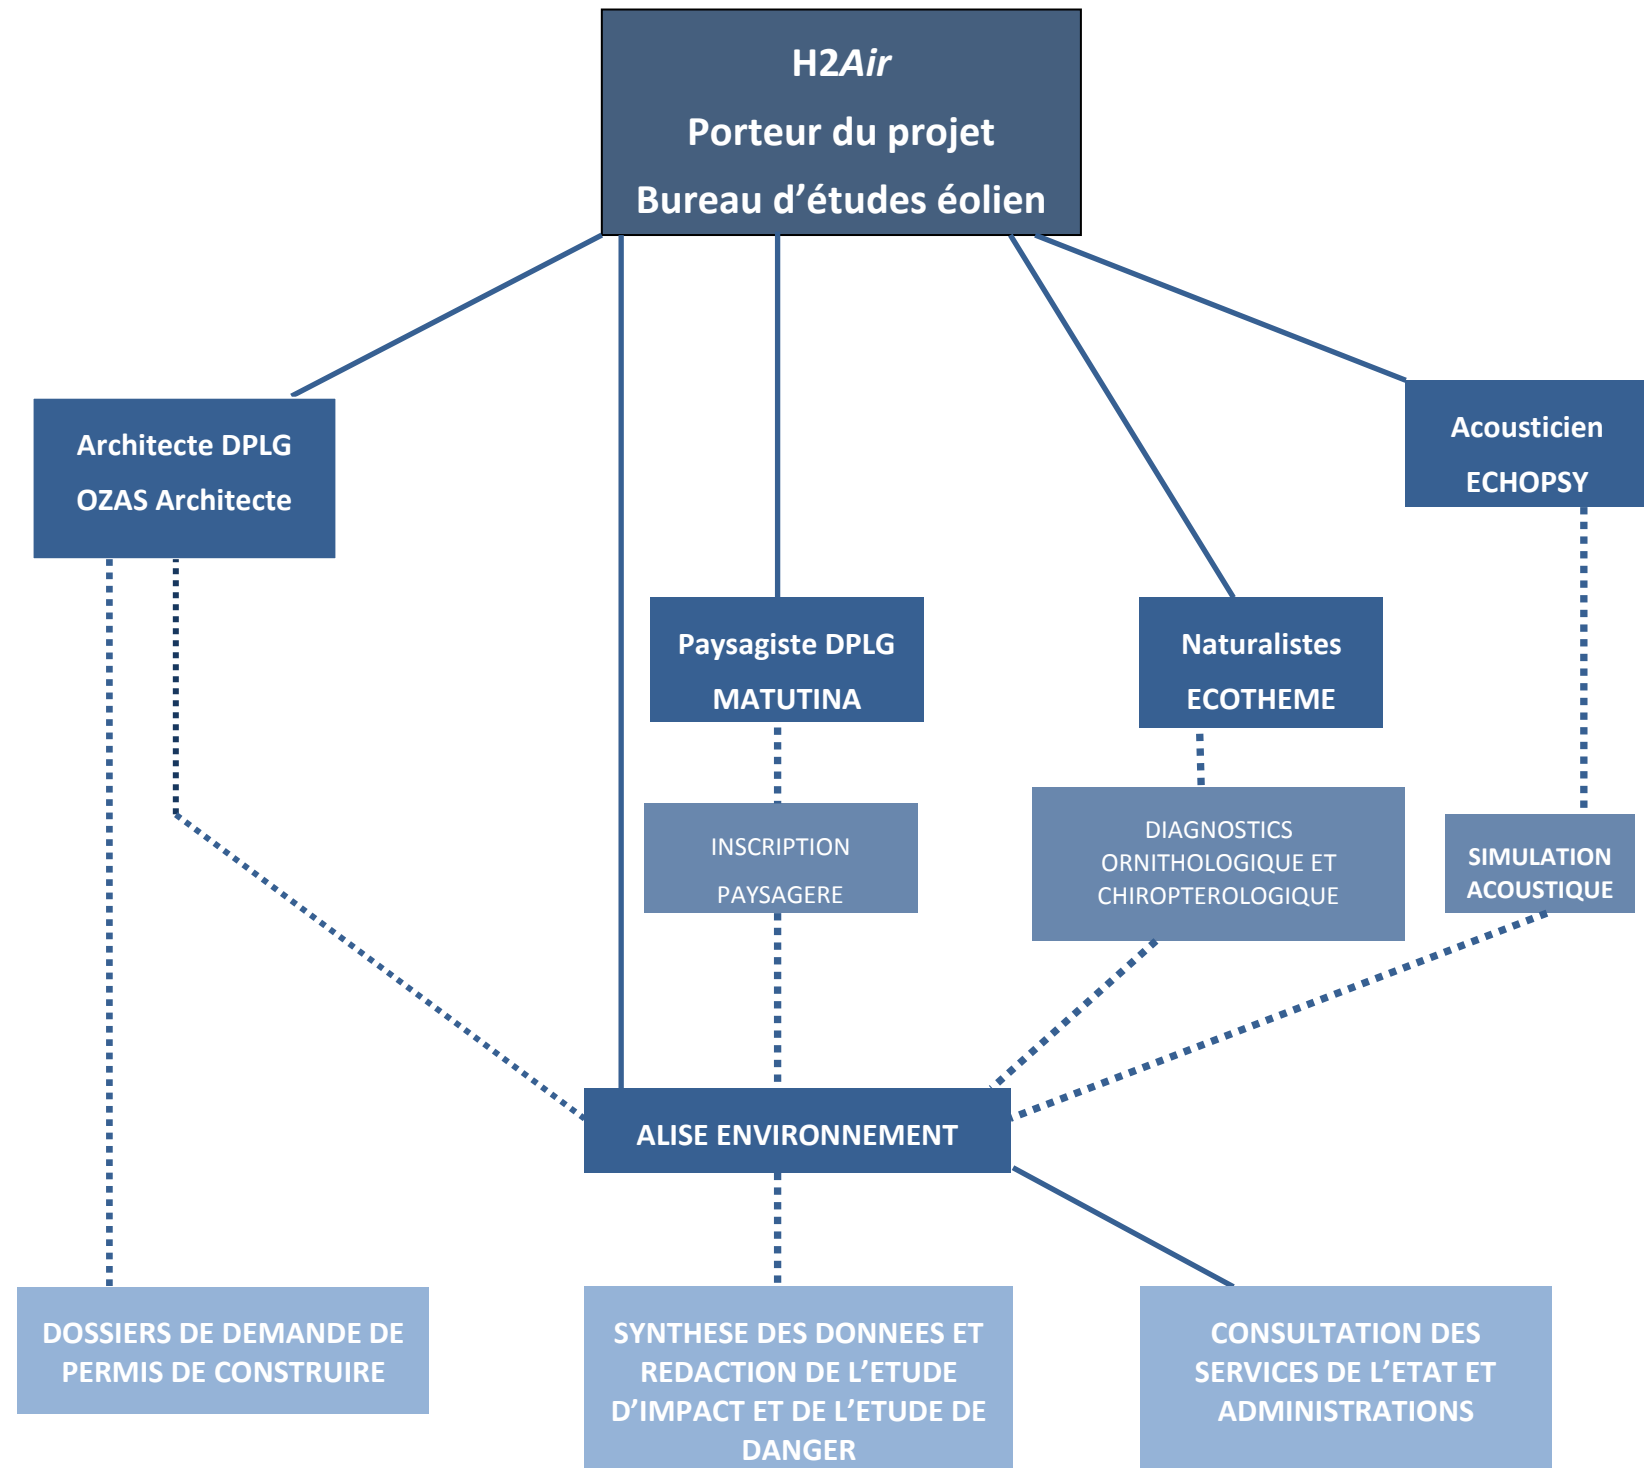 H2Air
Porteur du projet
Bureau d’études éolien
Architecte DPLG
OZAS Architecte
Acousticien
ECHOPSY
Paysagiste DPLG
MATUTINA
Naturalistes
ECOTHEME
INSCRIPTION
PAYSAGERE
DIAGNOSTICS
ORNITHOLOGIQUE ET
CHIROPTEROLOGIQUE
SIMULATION
ACOUSTIQUE
ALISE ENVIRONNEMENT
DOSSIERS DE DEMANDE DE
PERMIS DE CONSTRUIRE
SYNTHESE DES DONNEES ET
REDACTION DE L’ETUDE
D’IMPACT ET DE L’ETUDE DE
DANGER
CONSULTATION DES
SERVICES DE L’ETAT ET
ADMINISTRATIONS